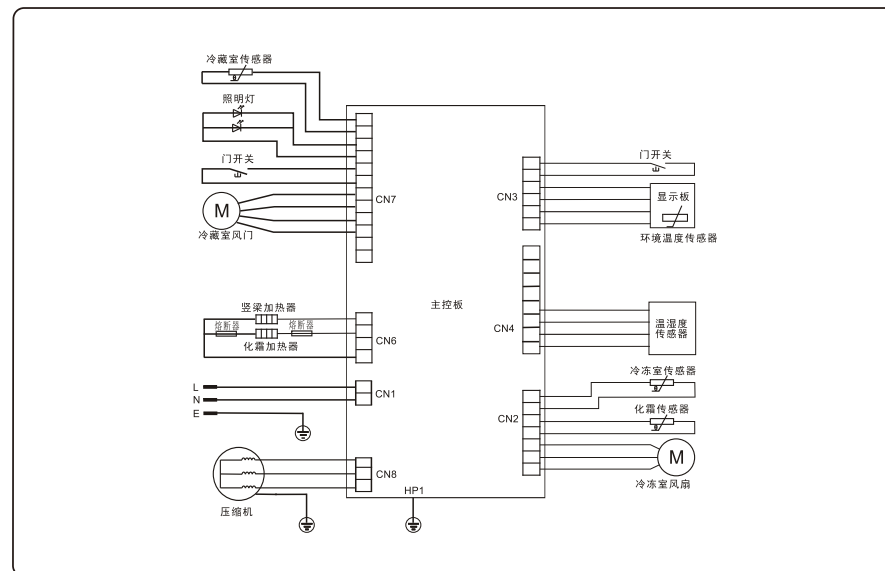 冷藏室传感器
照明灯
门开关
M
冷藏室风门
CN7
竖梁加热器
熔断器
熔断器
化霜加热器
CN6
L
N
E
CN1
压缩机
CN8
HP1
主控板
门开关
CN3
显示板
环境温度传感器
CN4
温湿度
传感器
冷冻室传感器
CN2
化霜传感器
M
冷冻室风扇